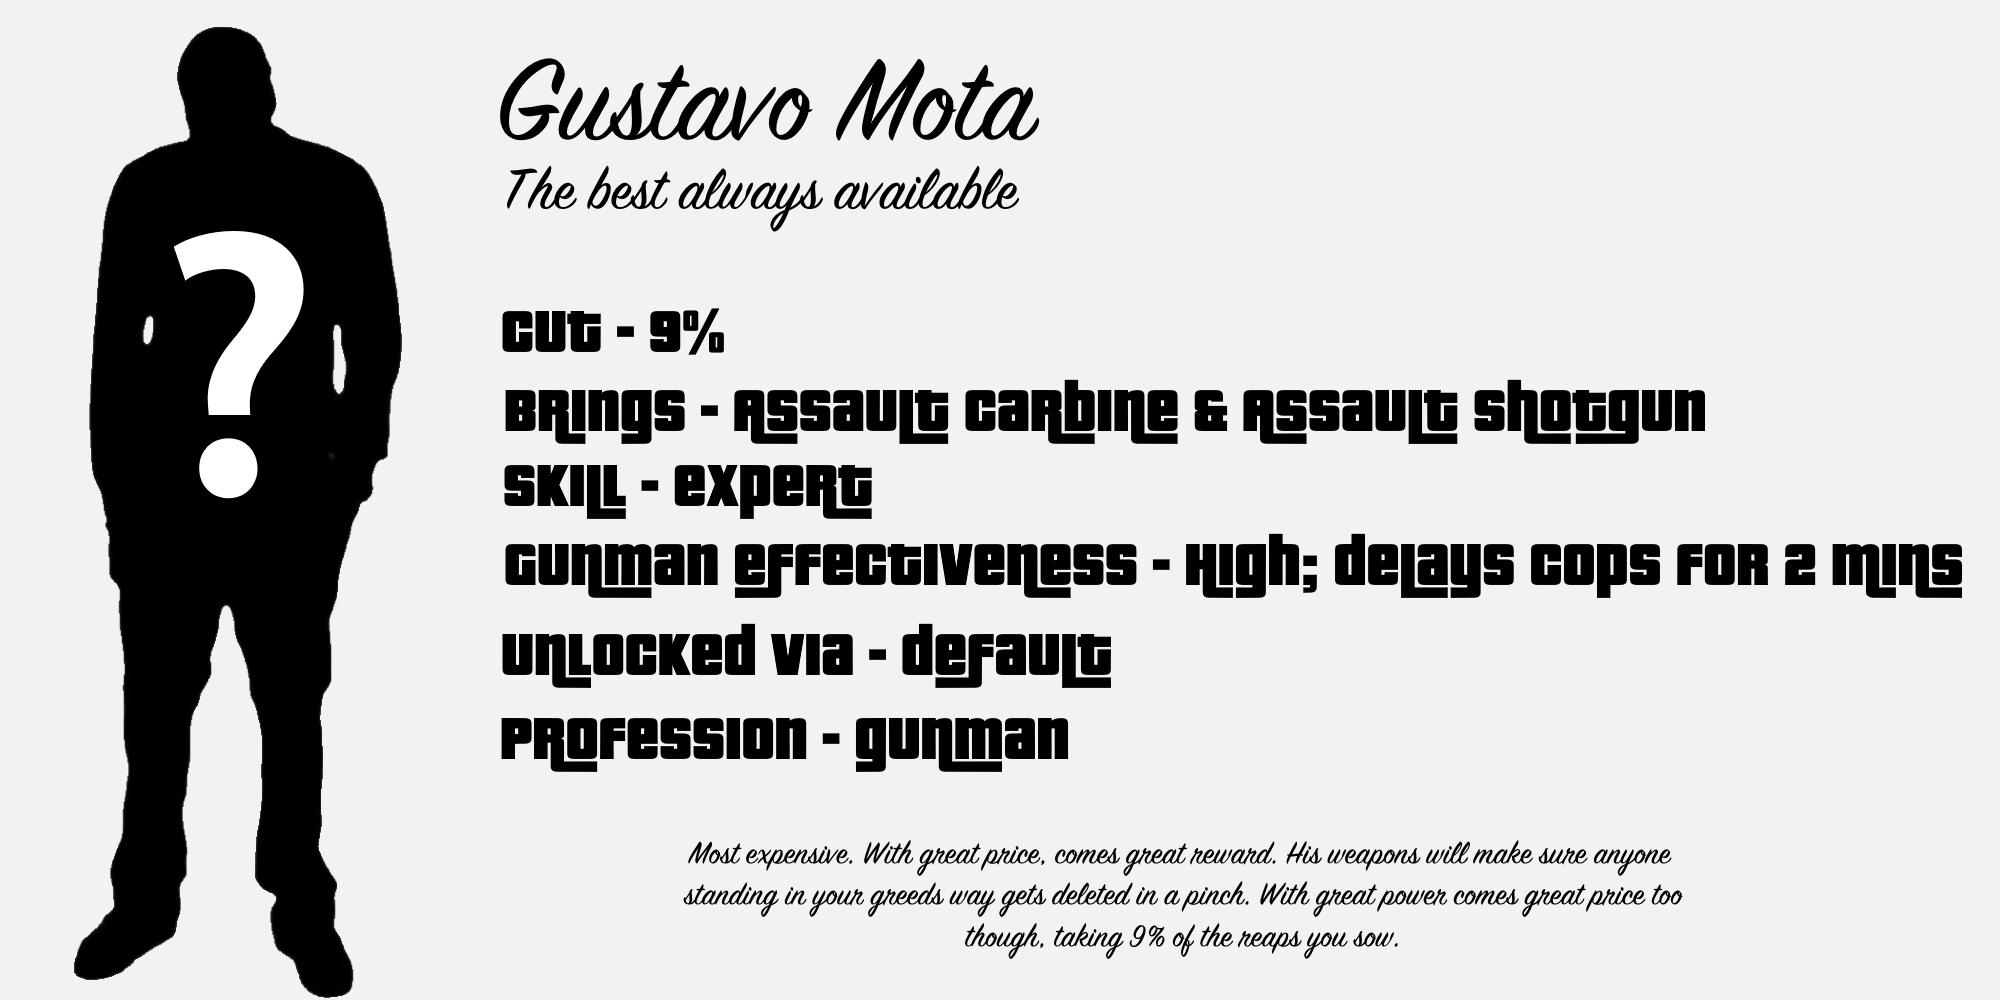 Gustavo Mota
The best always available
Cut - 9%
Brings - Assault Carbine & Assault Shotgun
Skill - Expert
Gunman Effectiveness - High; delays cops for 2 mins
Unlocked via - default
Profession - gunman
?
Most expensive. With great price, comes great reward. His weapons will make sure anyone
standing in your greeds way gets deleted in a pinch. With great power comes great price too
though, taking 9% of the reaps you sow.